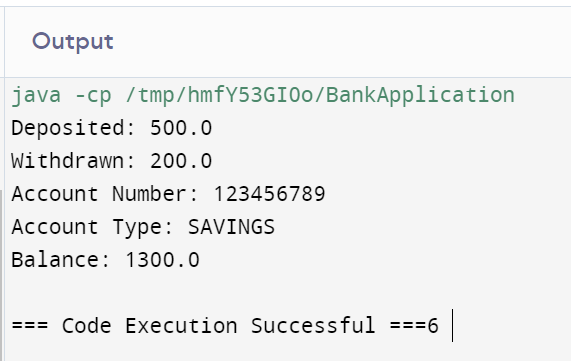 Output
java -cp /tmp/hmfY53GIOo/BankApplication
Deposited: 500.0
Withdrawn: 200.0
Account Number: 123456789
Account Type: SAVINGS
Balance: 1300.0
=== Code Execution Successful ===6